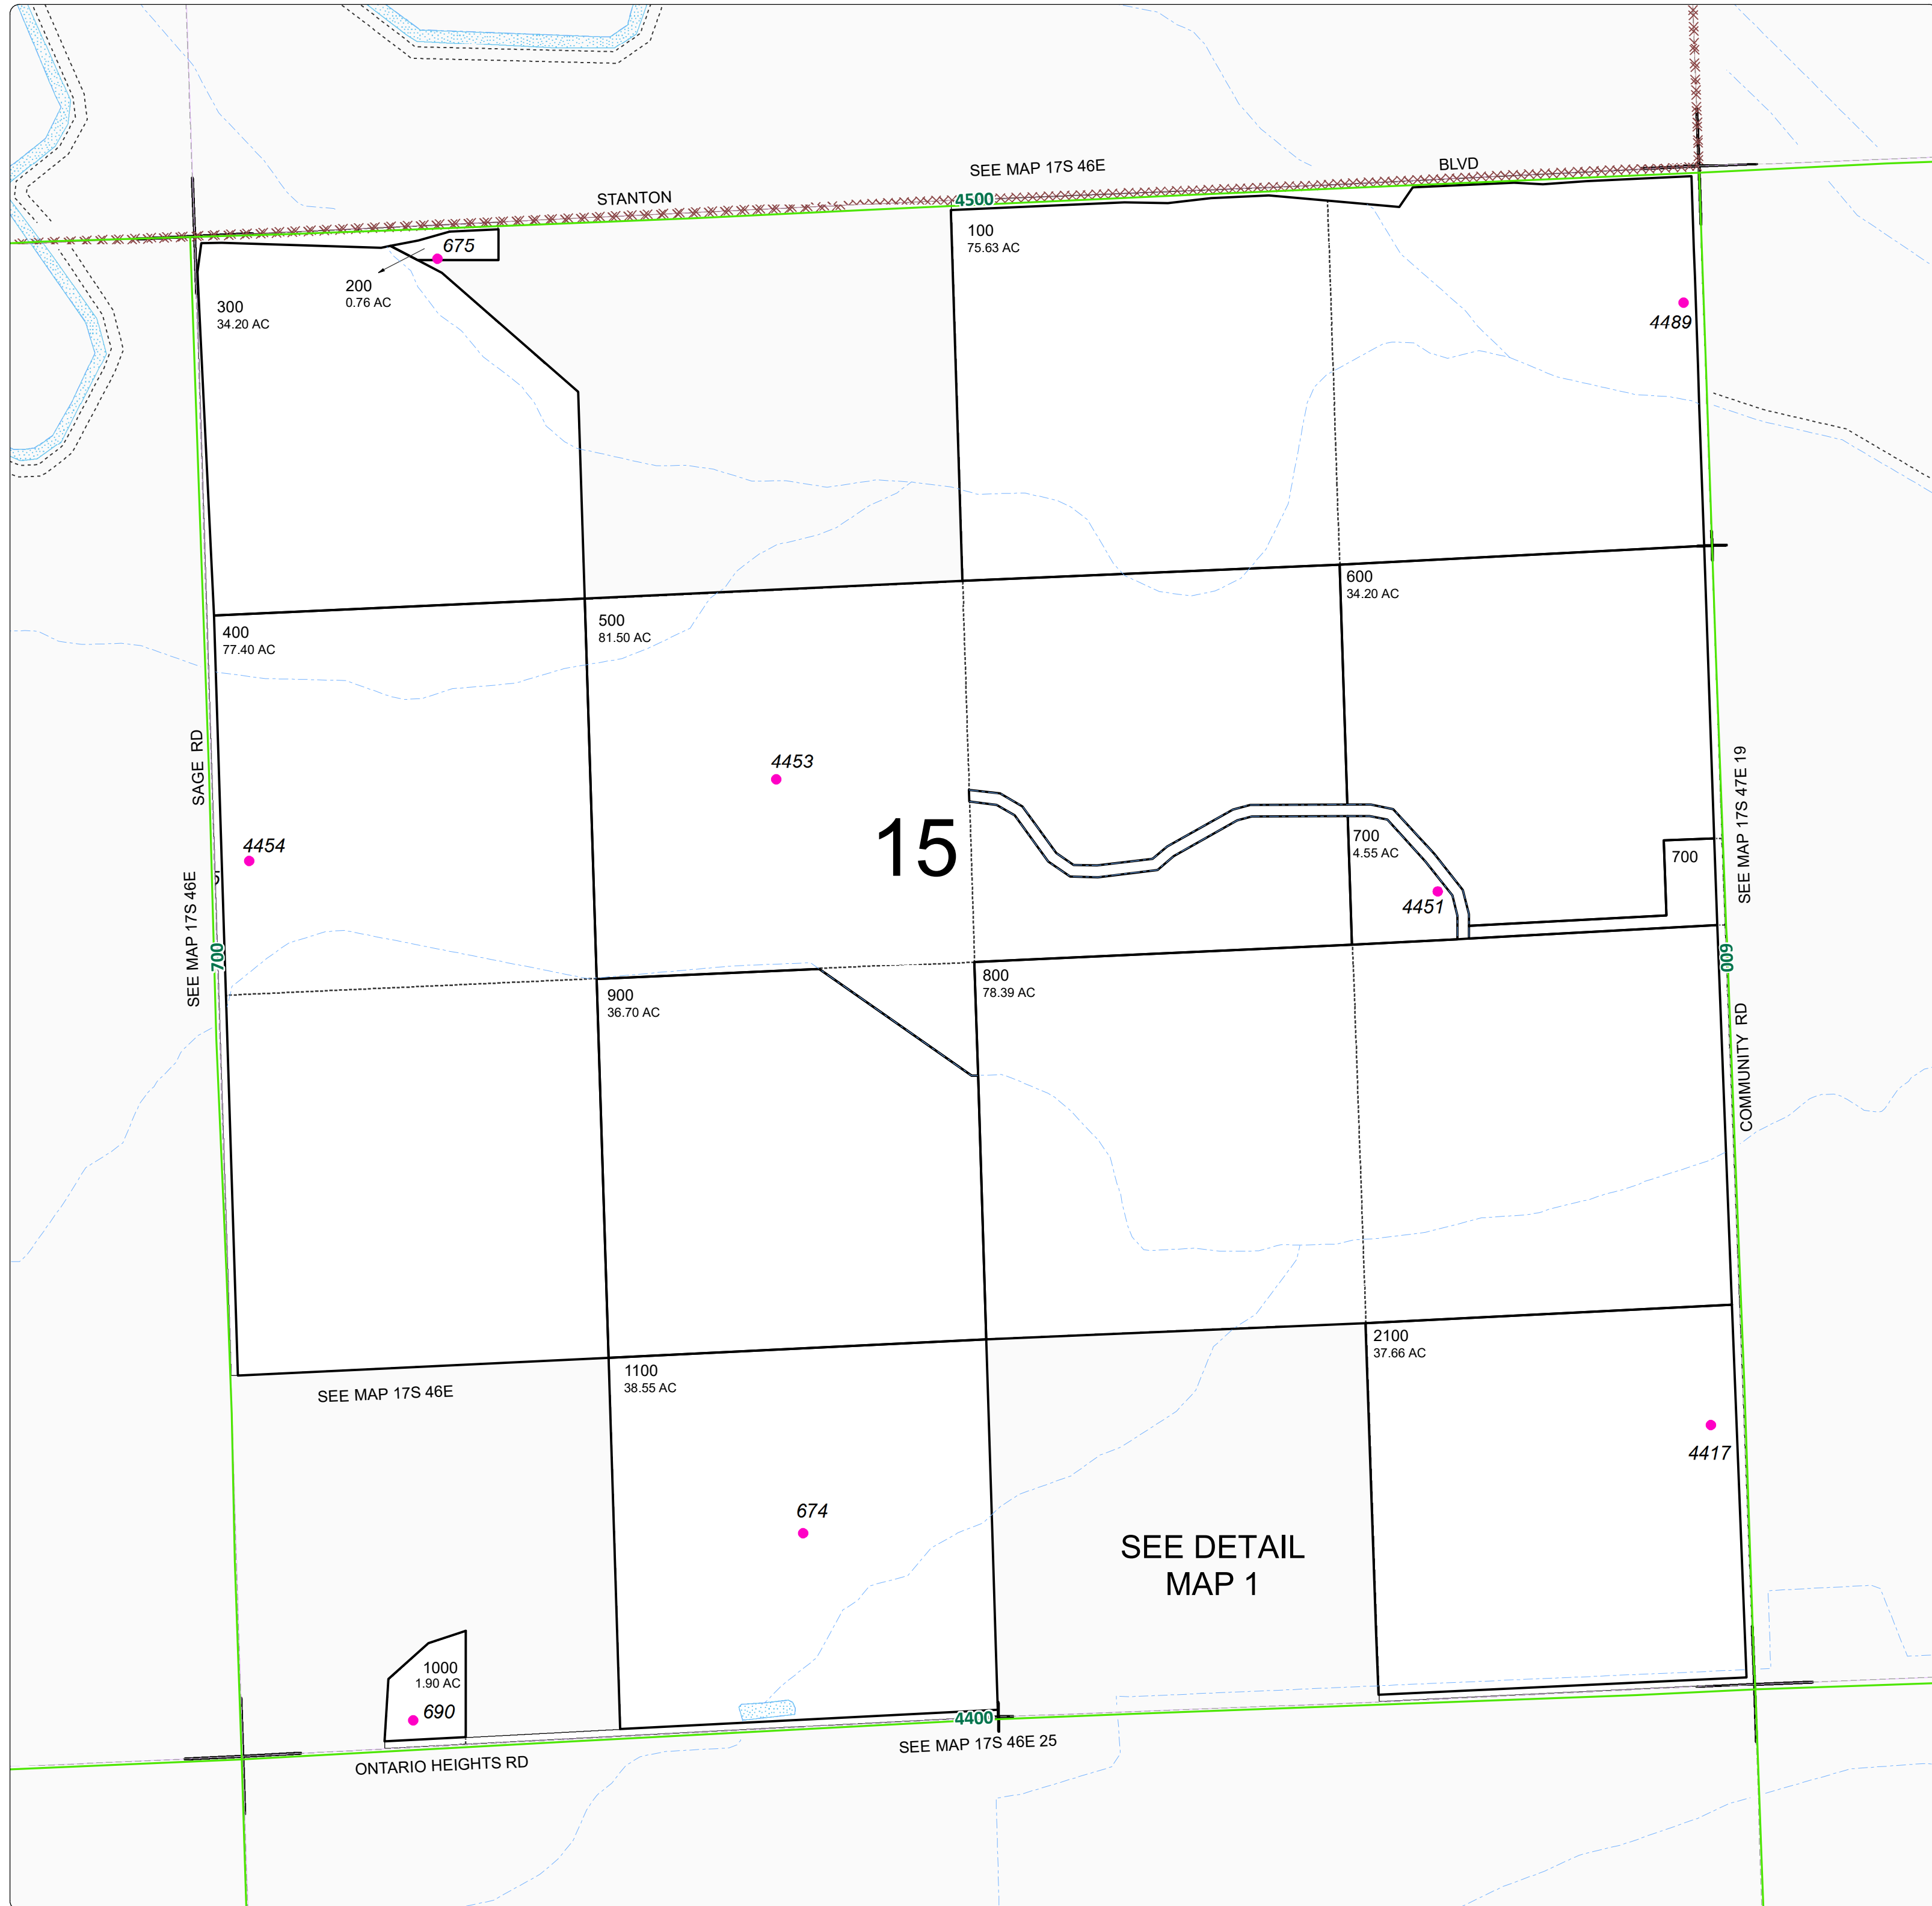 SEE MAP 17S 46E
BLVD
STANTON
4500
100
75.63 AC
675
200
0.76 AC
300
34.20 AC
4489
600
34.20 AC
500
81.50 AC
400
77.40 AC
SAGE RD
4453
SEE MAP 17S 47E 19
15
4454
700
4.55 AC
700
4451
SEE MAP 17S 46E
700
600
800
78.39 AC
900
36.70 AC
COMMUNITY RD
2100
37.66 AC
1100
38.55 AC
SEE MAP 17S 46E
4417
674
SEE DETAIL
MAP 1
1000
1.90 AC
690
4400
SEE MAP 17S 46E 25
ONTARIO HEIGHTS RD